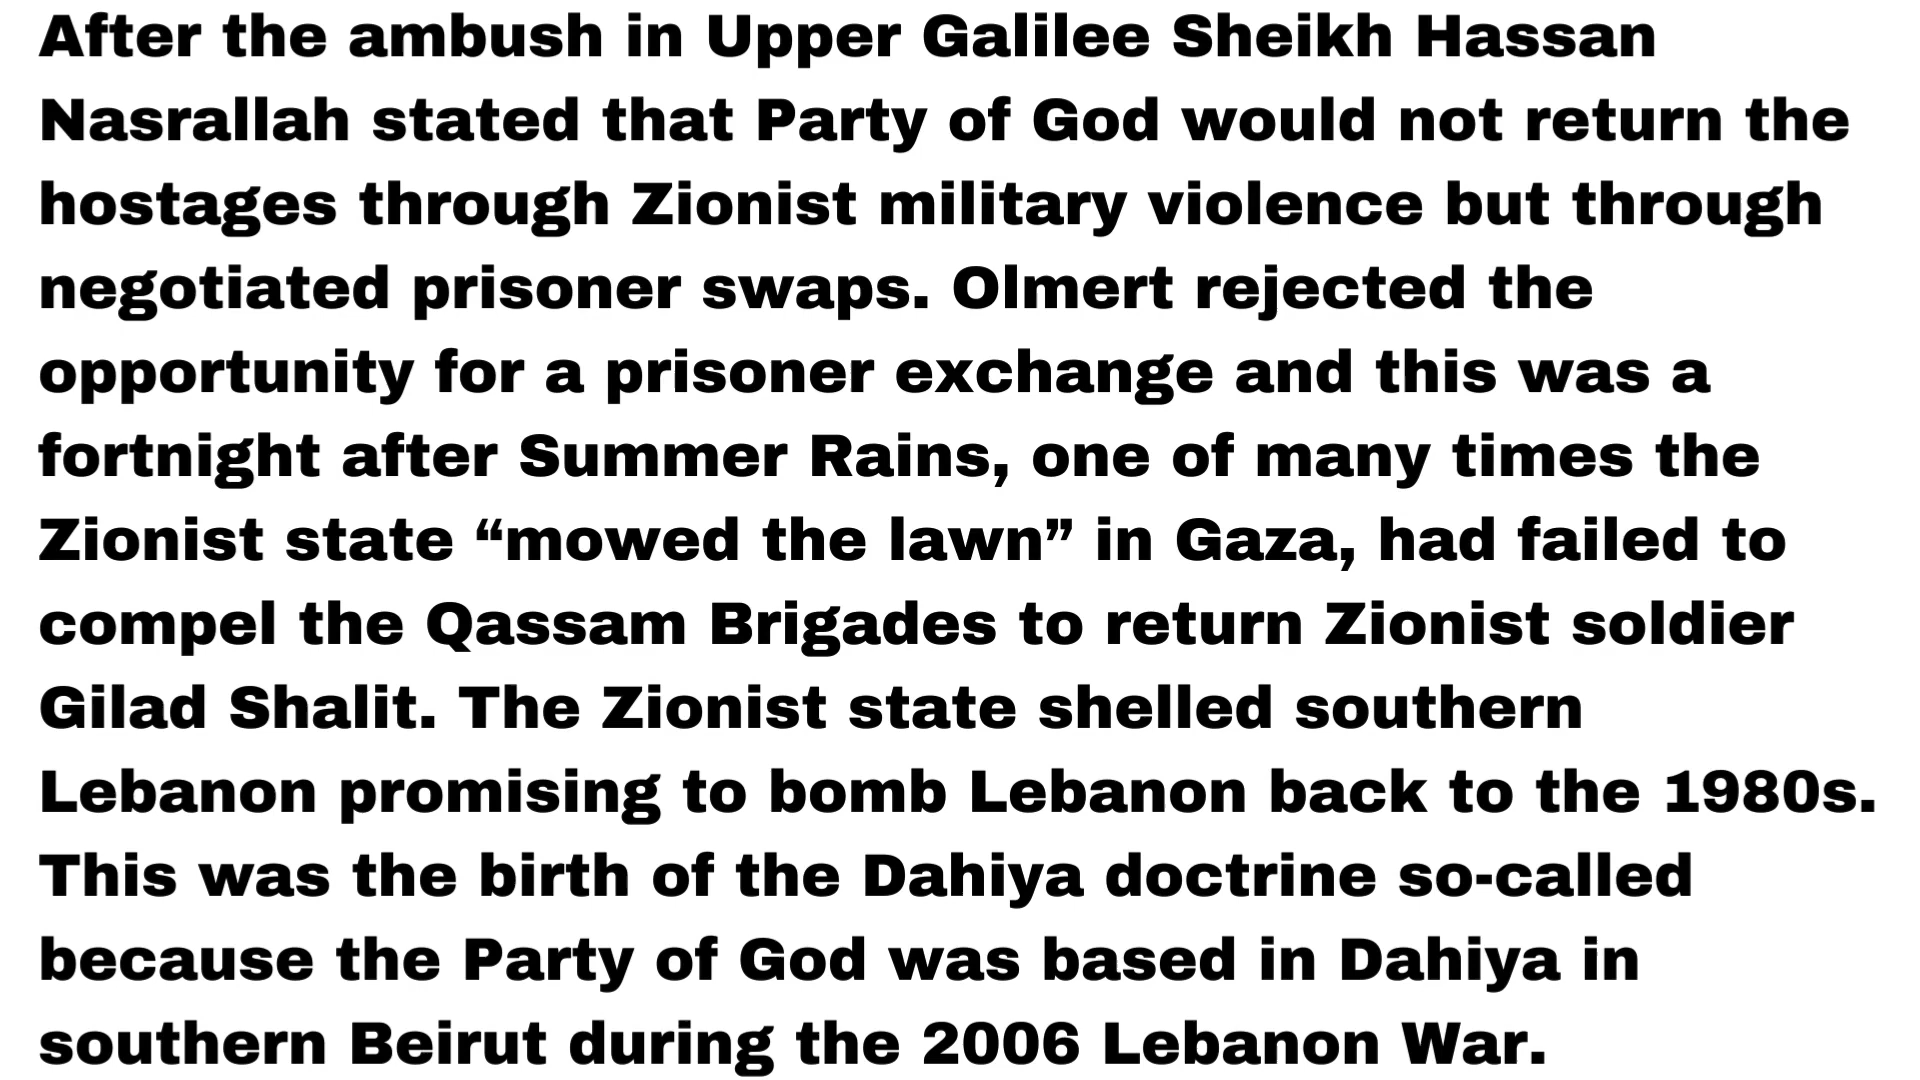 After the ambush in Upper Galilee Sheikh Hassan
Nasrallah stated that Party of God would not return the
hostages through Zionist military violence but through
negotiated prisoner swaps. Olmert rejected the
opportunity for a prisoner exchange and this was a
fortnight after Summer Rains, one of many times the
Zionist state “mowed the lawn” in Gaza, had failed to
compel the Qassam Brigades to return Zionist soldier
Gilad Shalit. The Zionist state shelled southern
Lebanon promising to bomb Lebanon back to the 1980s.
This was the birth of the Dahiya doctrine so-called
because the Party of God was based in Dahiya in
southern Beirut during the 2006 Lebanon War.